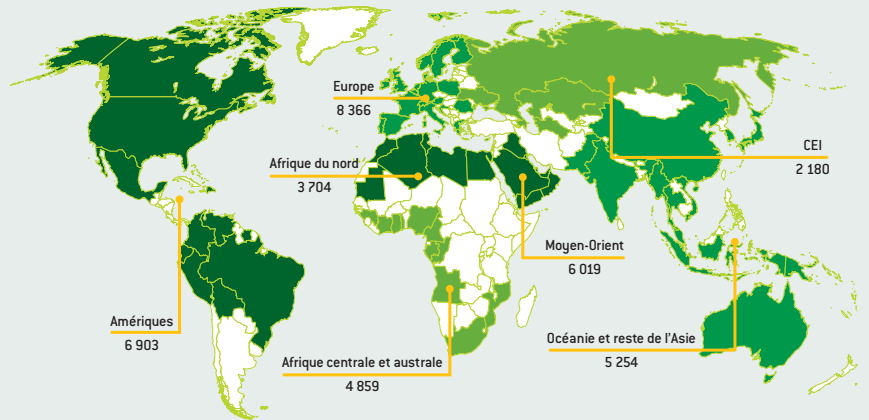 Europe
8 366
CEI
2 180
Afrique du nord
3 704
Moyen-Orient
6 019
Amériques
6 903
Océanie et reste de l'Asie
5 254
Afrique centrale et australe
4 859